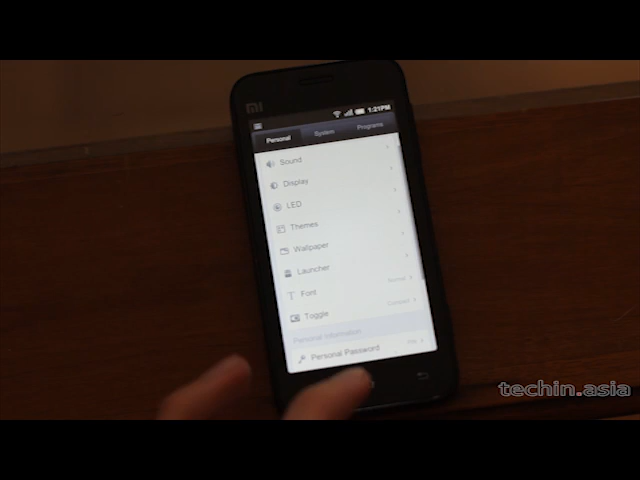 mi
1:21PM
Personal System Programs
Sound
Display
LED
Themes
Wallpaper
Launcher
Font Normal
Toggle
Personal Information
Personal Password
techin.asia